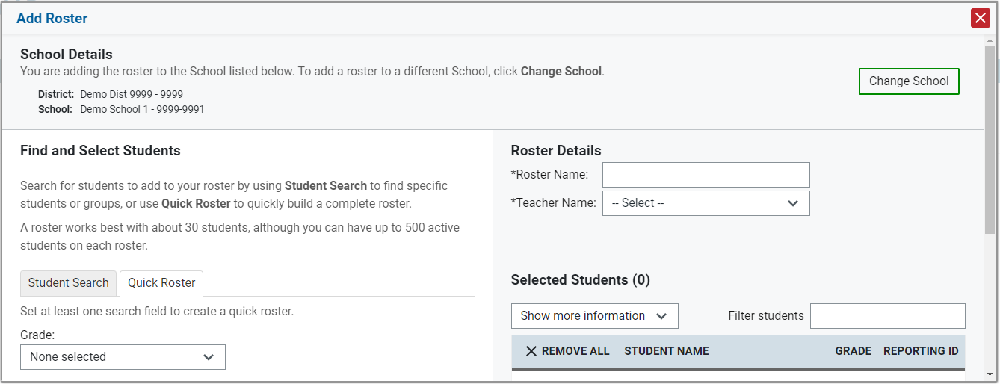 Add Roster
School Details
You are adding the roster to the School listed below. To add a roster to a different School, click Change School.
Change School
District: Demo Dist 9999 - 9999
School: Demo School 1 - 9999-9991
Find and Select Students
Search for students to add to your roster by using Student Search to find specific
students or groups, or use Quick Roster to quickly build a complete roster.
A roster works best with about 30 students, although you can have up to 500 active
students on each roster.
Student Search Quick Roster
Set at least one search field to create a quick roster.
Grade:
None selected
Roster Details
*Roster Name:
*Teacher Name: -- Select --
Selected Students (0)
Show more information Filter students
REMOVE ALL STUDENT NAME GRADE REPORTING ID